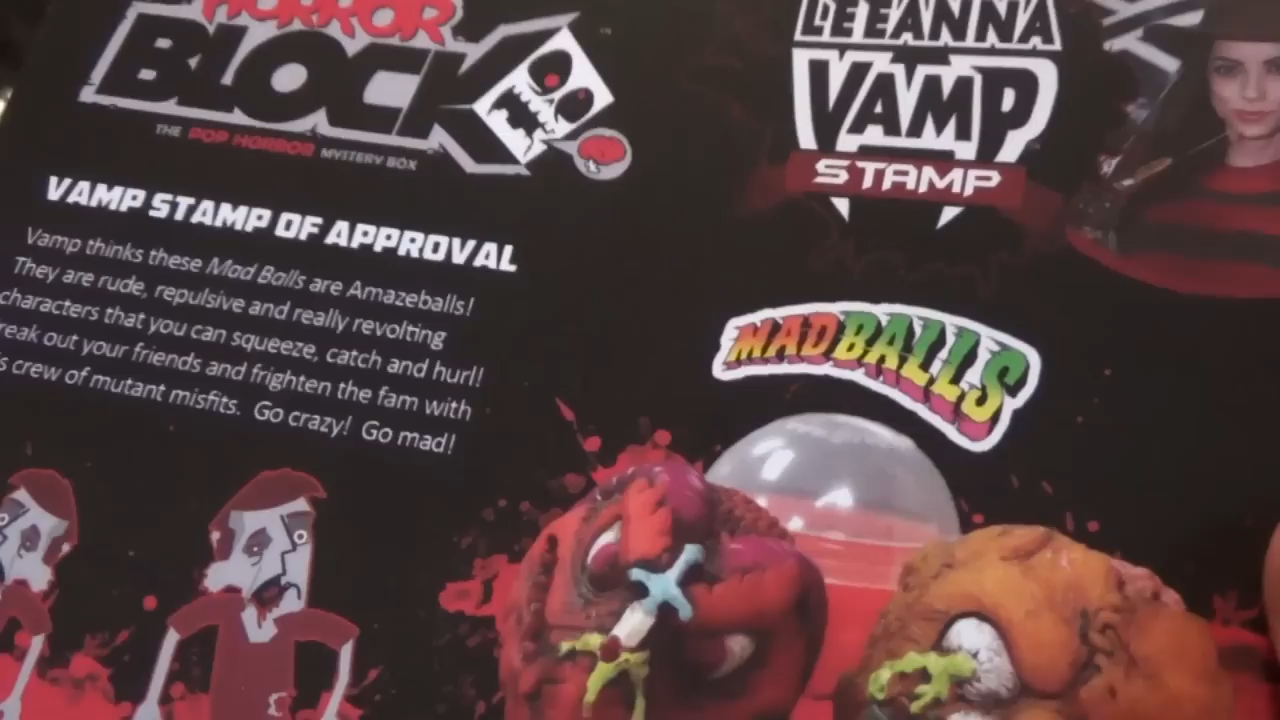 HORROR
BLOCK
THE POP HORROR MYSTERY BOX
LEEANNA
VAMP
STAMP
VAMP STAMP OF APPROVAL
Vamp thinks these Mad Balls are Amazeballs!
They are rude, repulsive and really revolting
characters that you can squeeze, catch and hurl!
reak out your friends and frighten the fam with
s crew of mutant misfits. Go crazy! Go mad!
MADBALLS